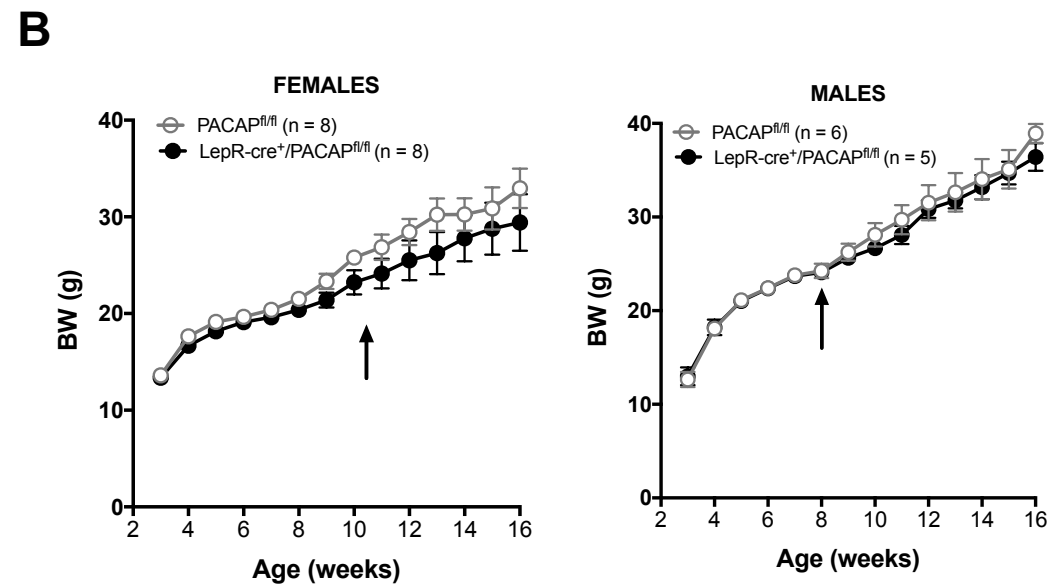 B
FEMALES
PACAPfl/fl (n = 8)
LepR-cre+/PACAPfl/fl (n = 8)
40
30
20
10
0
BW (g)
2 4 6 8 10 12 14 16
Age (weeks)
MALES
PACAPfl/fl (n = 6)
LepR-cre+/PACAPfl/fl (n = 5)
40
30
20
10
0
BW (g)
2 4 6 8 10 12 14 16
Age (weeks)